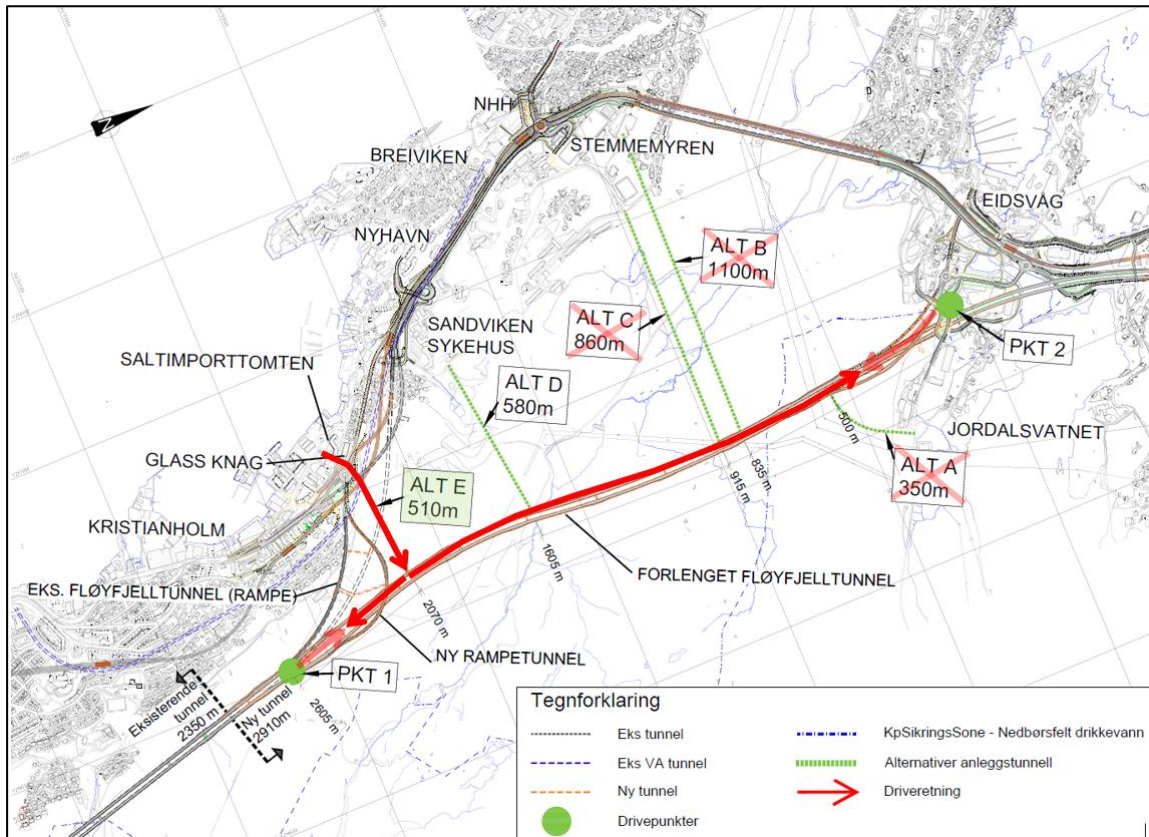 N
NHH
BREIVIKEN
STEMMEMYREN
NYHAVN
EIDSVÅG
ALT B
1100m
ALT C
860m
SANDVIKEN
SYKEHUS
ALT D
580m
SALTIMPORTTOMTEN
PKT 2
500 m
JORDALSVATNET
ALT A
350m
835 m
915 m
GLASS KNAG
ALT E
510m
KRISTIANHOLM
1605 m
FORLENGET FLØYFJELLTUNNEL
EKS. FLØYFJELLTUNNEL (RAMPE)
2070 m
NY RAMPETUNNEL
PKT 1
2605 m
Eksisterende
tunnel
2350 m
Ny tunnel
2910m
Tegnforklaring
Eks tunnel
Eks VA tunnel
Ny tunnel
Drivepunkter
KpSikringsSone - Nedbørsfelt drikkevann
Alternativer anleggstunnell
Driveretning